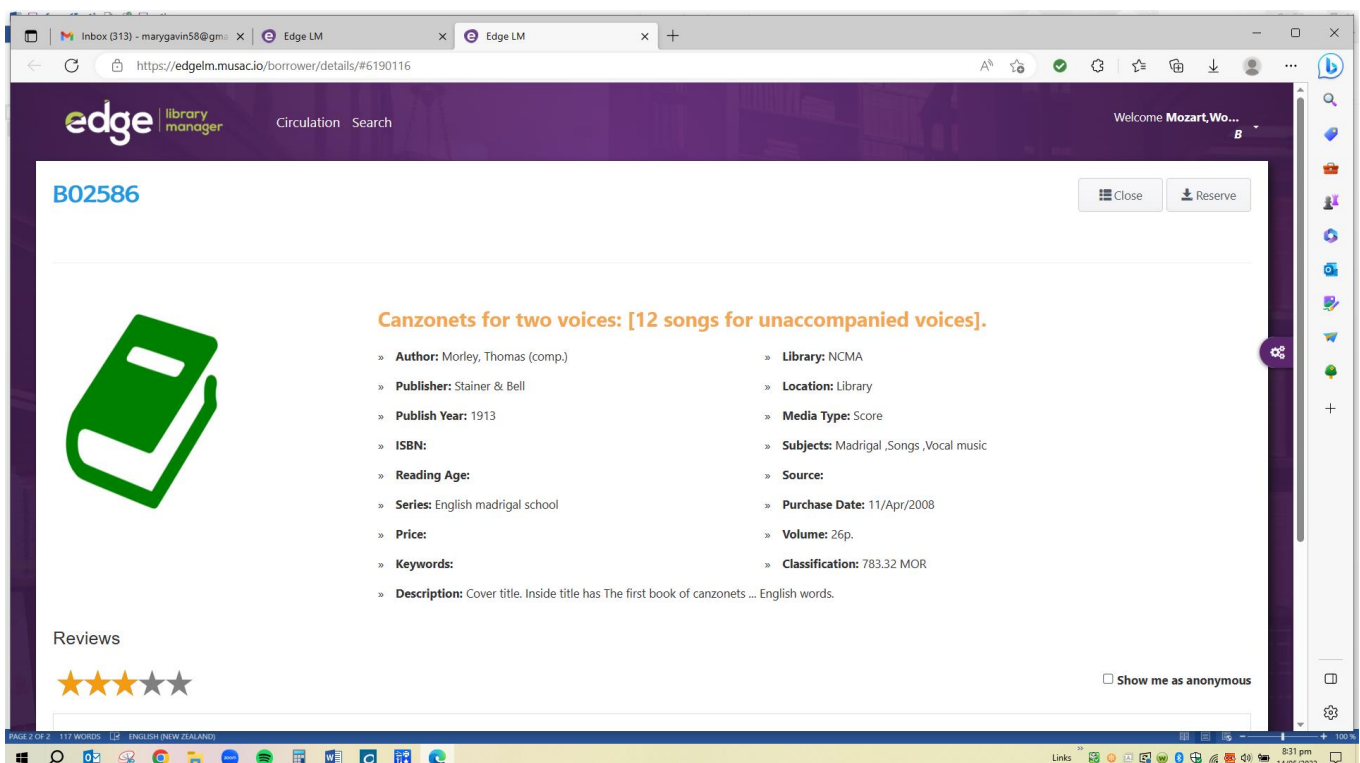 Inbox (313) - marygavin58@gma
Edge LM
Edge LM
https://edgelm.musac.io/borrower/details/#6190116
edge library manager
Circulation Search
Welcome Mozart,Wo...
B
B02586
Close
Reserve
Canzonets for two voices: [12 songs for unaccompanied voices].
» Author: Morley, Thomas (comp.)
» Library: NCMA
» Publisher: Stainer & Bell
» Location: Library
» Publish Year: 1913
» Media Type: Score
» ISBN:
» Subjects: Madrigal ,Songs ,Vocal music
» Reading Age:
» Source:
» Series: English madrigal school
» Purchase Date: 11/Apr/2008
» Price:
» Volume: 26p.
» Keywords:
» Classification: 783.32 MOR
» Description: Cover title. Inside title has The first book of canzonets ... English words.
Reviews
Show me as anonymous
PAGE 2 OF 2 117 WORDS ENGLISH (NEW ZEALAND)
100 %
zoom
Links
8:31 pm